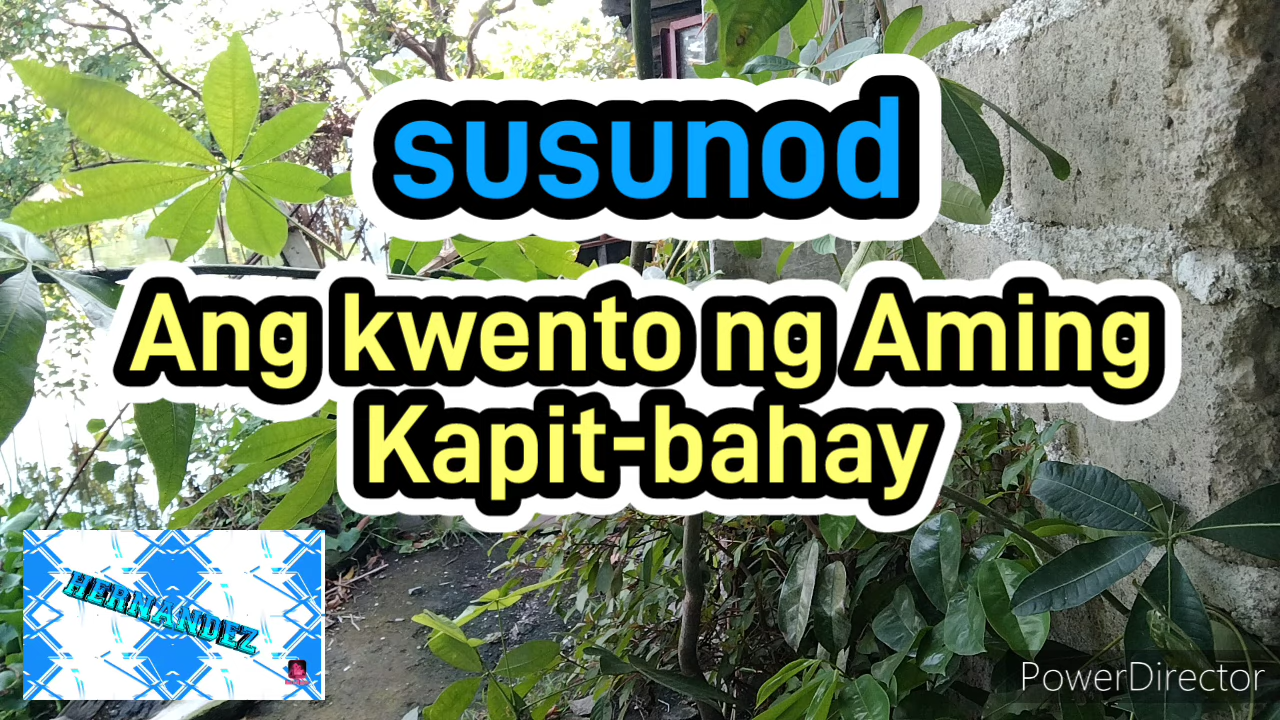 susunod
Ang kwento ng Aming
Kapit-bahay
HERNANDEZ
PowerDirector